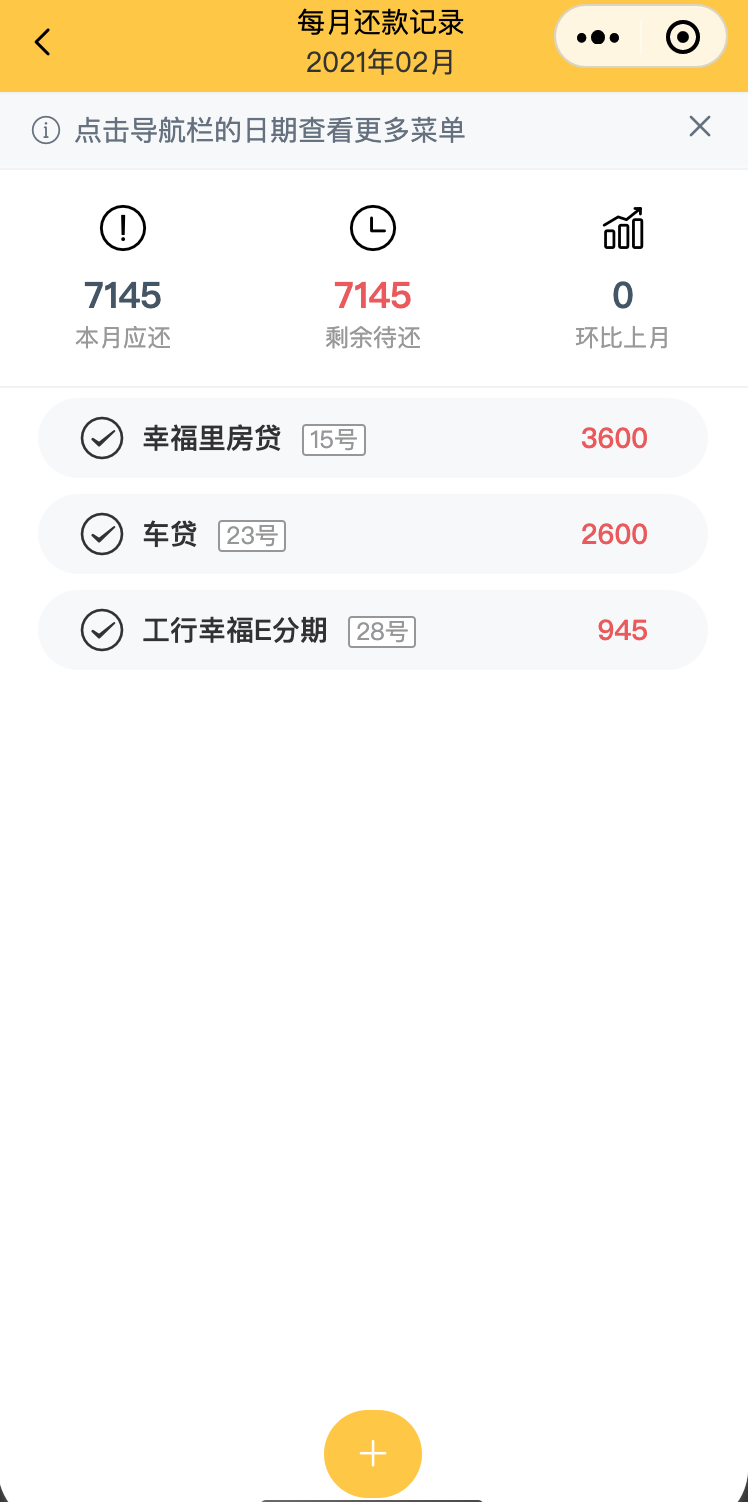 每月还款记录
2021年02月
点击导航栏的日期查看更多菜单
7145
本月应还
7145
剩余待还
0
环比上月
幸福里房贷 15号 3600
车贷 23号 2600
工行幸福E分期 28号 945